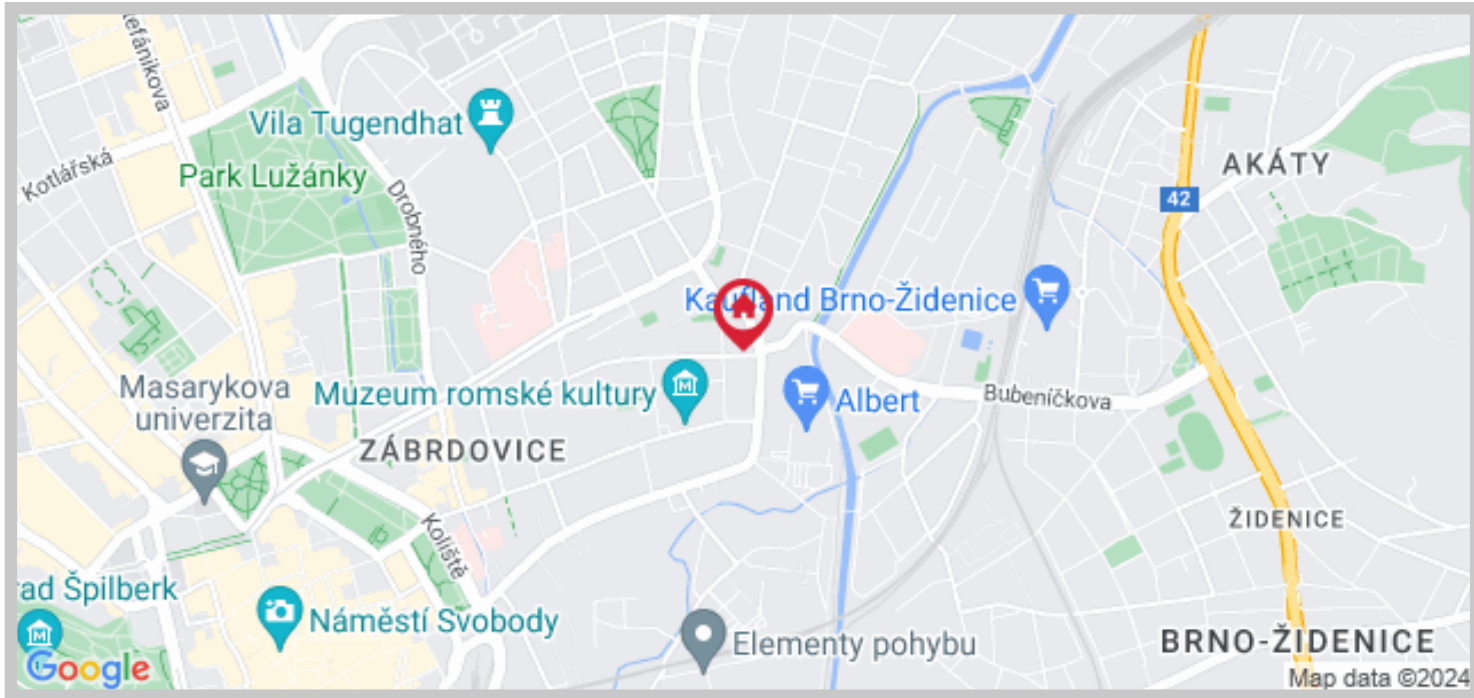 efánikova
Kotlářská
Vila Tugendhat
Park Lužánky
Drobného
AKÁTY
42
Kaufland Brno-Židenice
Masarykova
univerzita
Muzeum romské kultury
Albert
Bubeníčkova
ZÁBRDOVICE
Koliště
ŽIDENICE
rad Špilberk
Náměstí Svobody
Elementy pohybu
BRNO-ŽIDENICE
Google
Map data ©2024